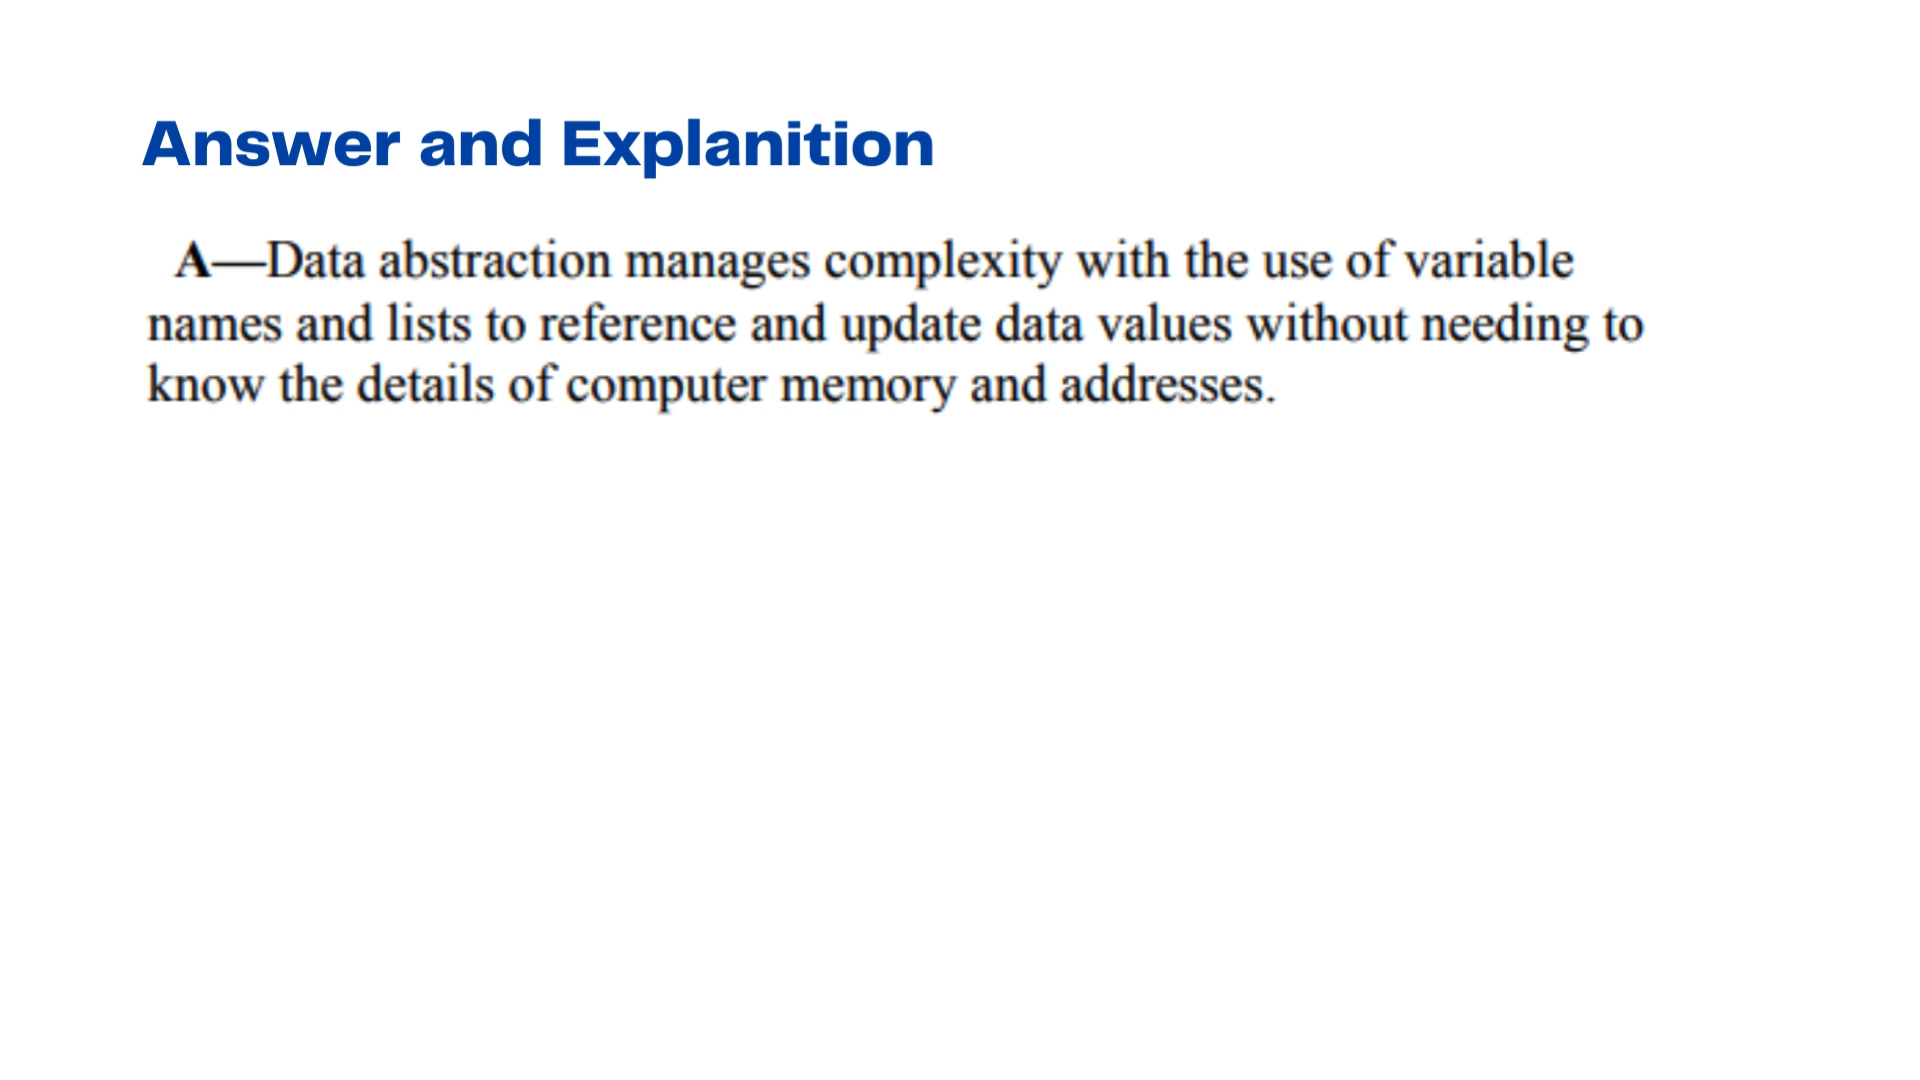 Answer and Explanition
A—Data abstraction manages complexity with the use of variable
names and lists to reference and update data values without needing to
know the details of computer memory and addresses.